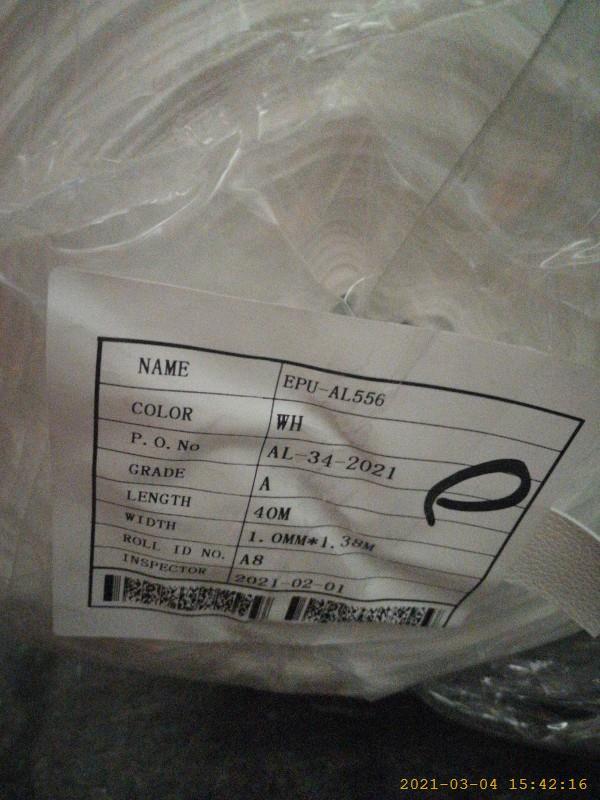 NAME EPU-AL556
COLOR WH
P.O.No AL-34-2021
GRADE A
LENGTH 40M
WIDTH 1.0MM*1.38M
ROLL ID NO. A8
INSPECTOR 2021-02-01
2021-03-04 15:42:16